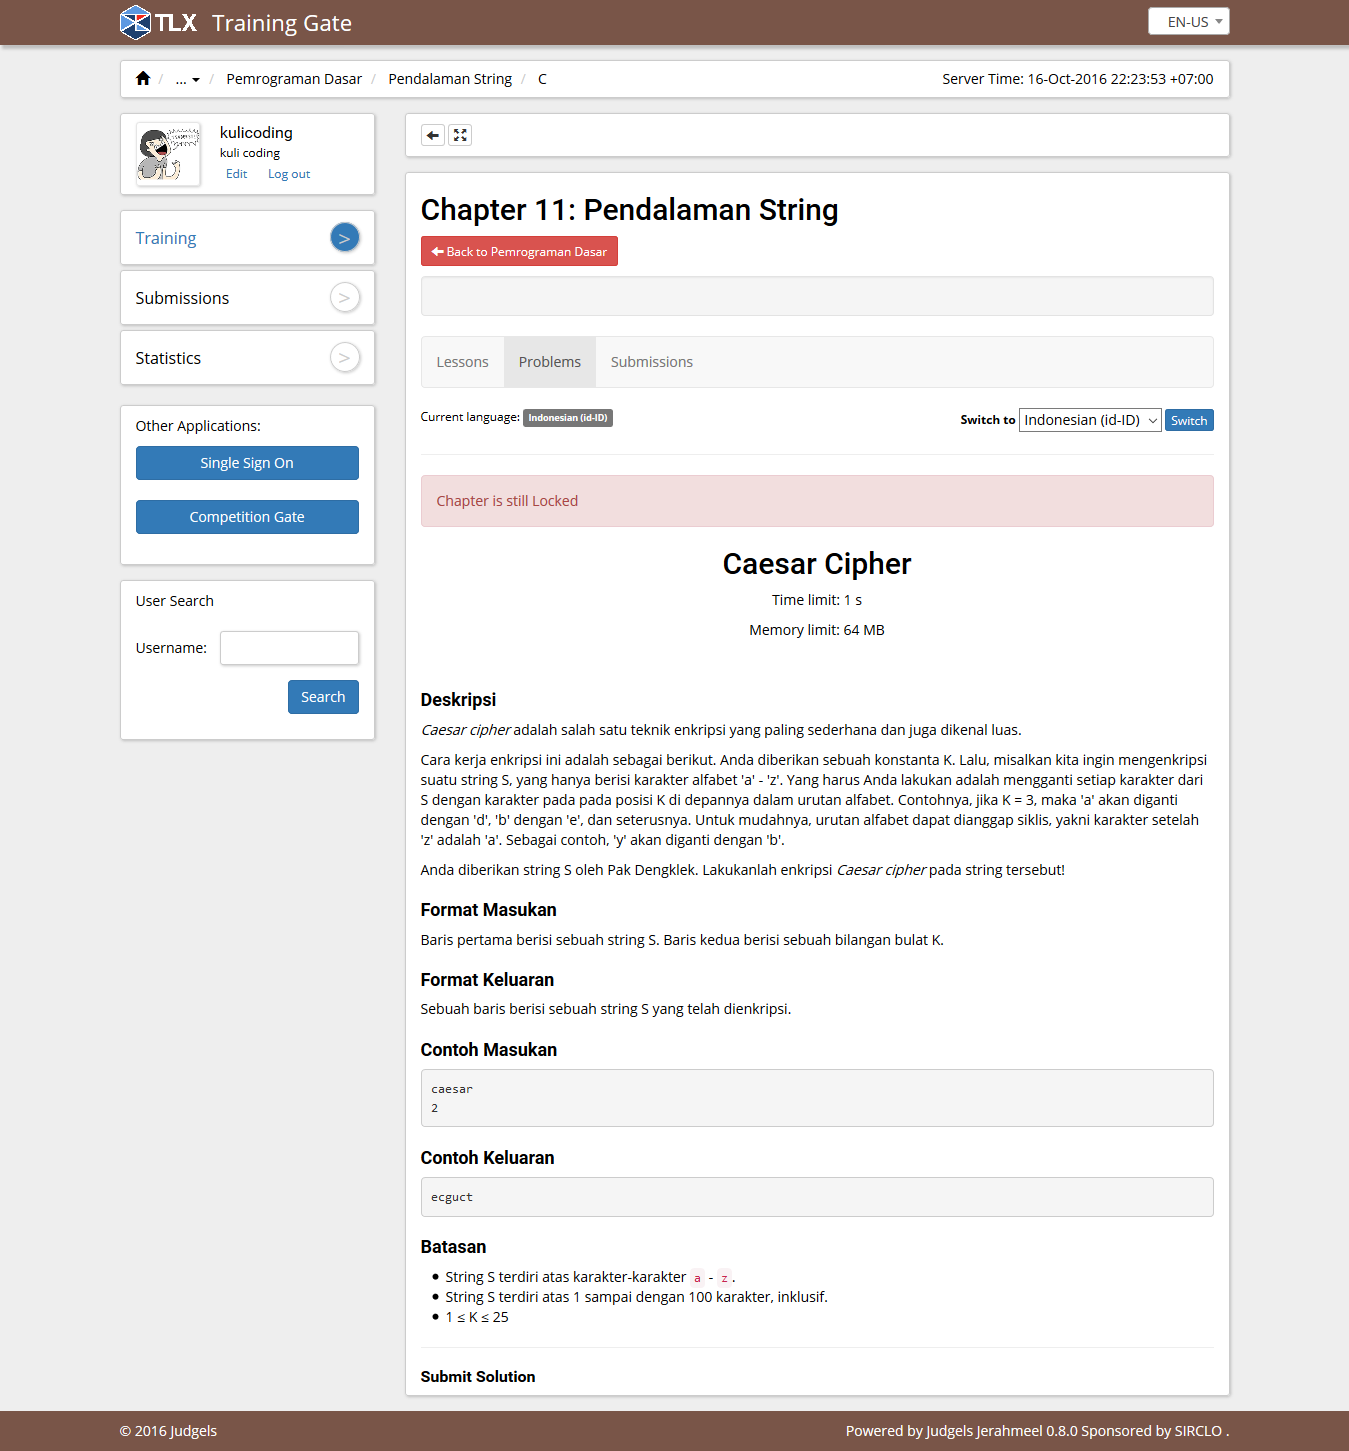 TLX Training Gate
EN-US
... Pemrograman Dasar / Pendalaman String / C
Server Time: 16-Oct-2016 22:23:53 +07:00
kulicoding
kuli coding
Edit Log out
Training >
Submissions >
Statistics >
Other Applications:
Single Sign On
Competition Gate
User Search
Username:
Search
Chapter 11: Pendalaman String
Back to Pemrograman Dasar
Lessons Problems Submissions
Current language: Indonesian (id-ID)
Switch to Indonesian (id-ID) Switch
Chapter is still Locked
Caesar Cipher
Time limit: 1 s
Memory limit: 64 MB
Deskripsi
Caesar cipher adalah salah satu teknik enkripsi yang paling sederhana dan juga dikenal luas.
Cara kerja enkripsi ini adalah sebagai berikut. Anda diberikan sebuah konstanta K. Lalu, misalkan kita ingin mengenkripsi
suatu string S, yang hanya berisi karakter alfabet 'a' - 'z'. Yang harus Anda lakukan adalah mengganti setiap karakter dari
S dengan karakter pada pada posisi K di depannya dalam urutan alfabet. Contohnya, jika K = 3, maka 'a' akan diganti
dengan 'd', 'b' dengan 'e', dan seterusnya. Untuk mudahnya, urutan alfabet dapat dianggap siklis, yakni karakter setelah
'z' adalah 'a'. Sebagai contoh, 'y' akan diganti dengan 'b'.
Anda diberikan string S oleh Pak Dengklek. Lakukanlah enkripsi Caesar cipher pada string tersebut!
Format Masukan
Baris pertama berisi sebuah string S. Baris kedua berisi sebuah bilangan bulat K.
Format Keluaran
Sebuah baris berisi sebuah string S yang telah dienkripsi.
Contoh Masukan
caesar
2
Contoh Keluaran
ecguct
Batasan
• String S terdiri atas karakter-karakter a - z.
• String S terdiri atas 1 sampai dengan 100 karakter, inklusif.
• 1 ≤ K ≤ 25
Submit Solution
© 2016 Judgels
Powered by Judgels Jerahmeel 0.8.0 Sponsored by SIRCLO .